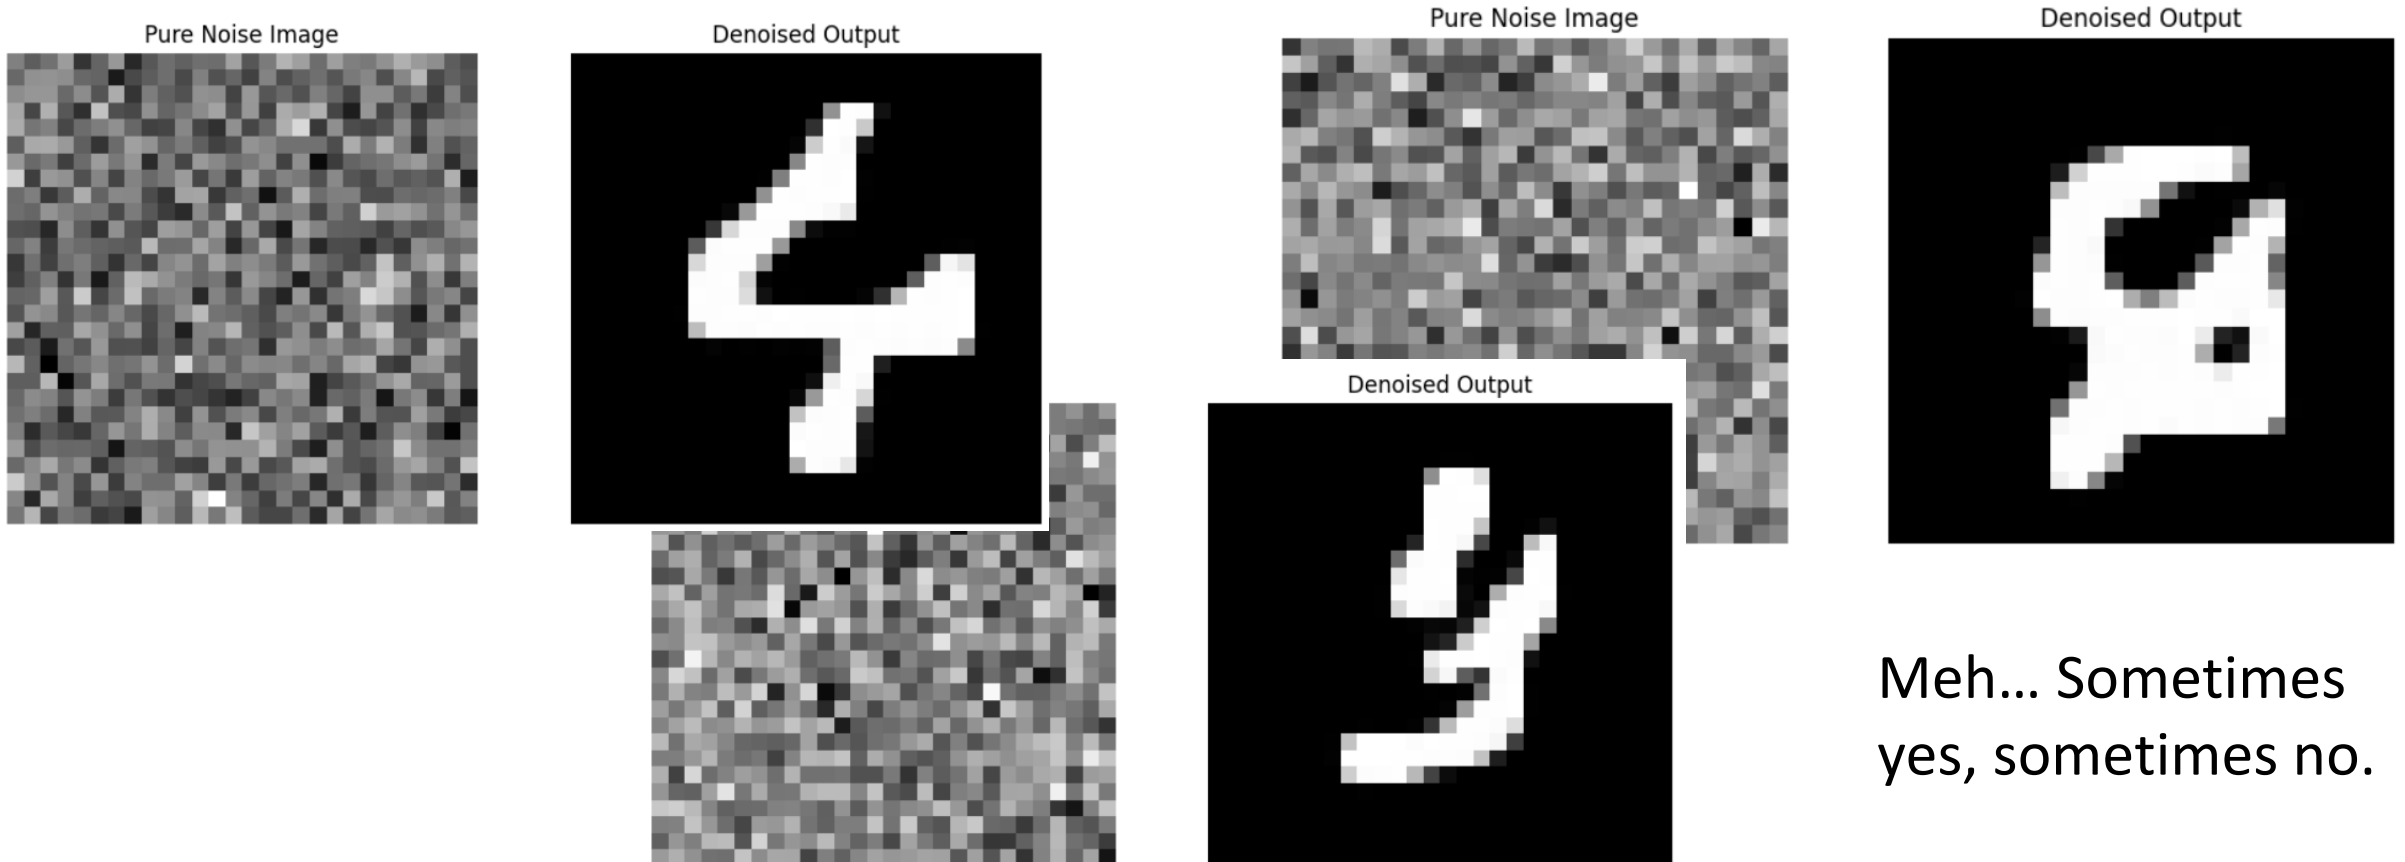 Pure Noise Image
Denoised Output
Pure Noise Image
Denoised Output
Denoised Output
Meh... Sometimes
yes, sometimes no.